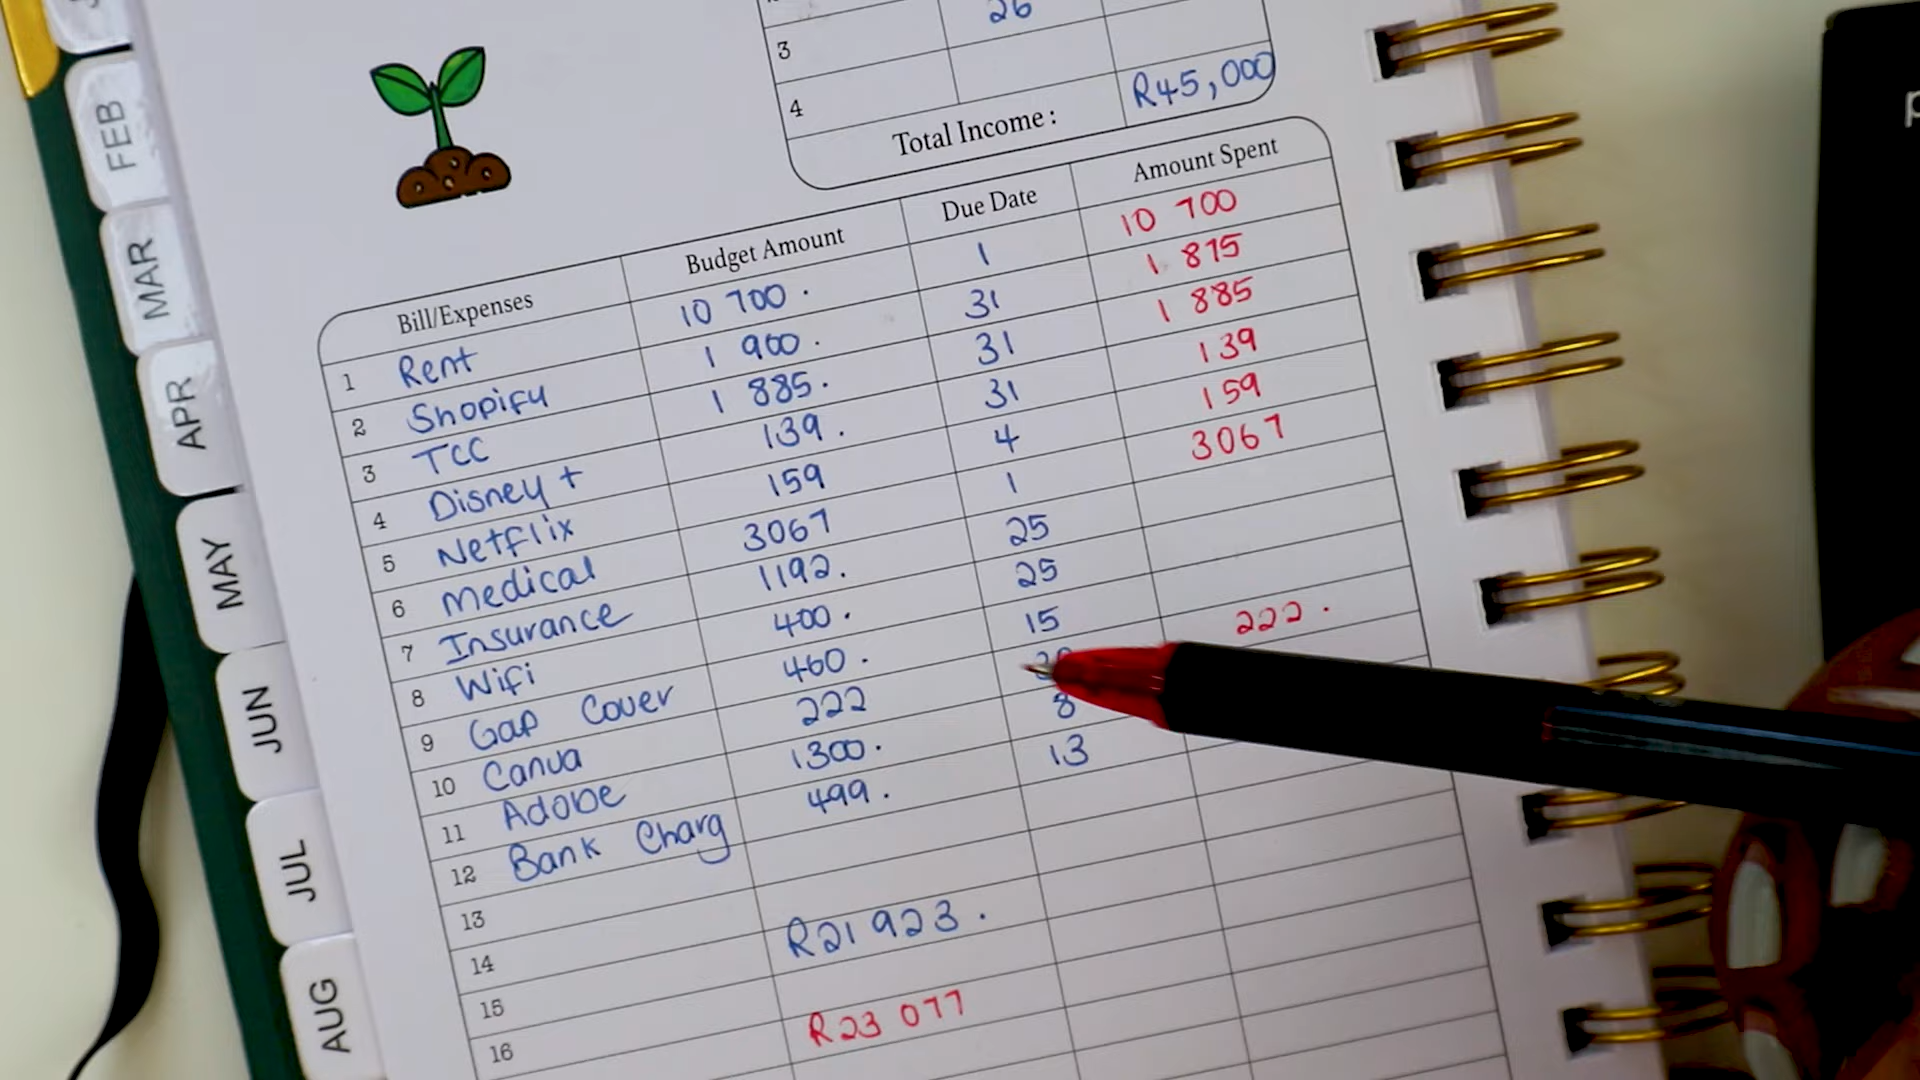 26
3
4
Total Income : R45,000
Bill/Expenses Budget Amount Due Date Amount Spent
1 Rent 10 700 . 1 10 700
2 Shopify 1 900 . 31 1 875
3 TCC 1 885 . 31 1 885
4 Disney + 139 . 31 139
5 Netflix 159 4 159
6 Medical 3067 1 3067
7 Insurance 1192 . 25
8 Wifi 400 . 25
9 Gap Cover 460 . 15
10 Canva 222 222 .
11 Adobe 1300 . 8
12 Bank Charg 499 . 13
13
14
15 R21 923 .
16
R23 077
FEB
MAR
APR
MAY
JUN
JUL
AUG